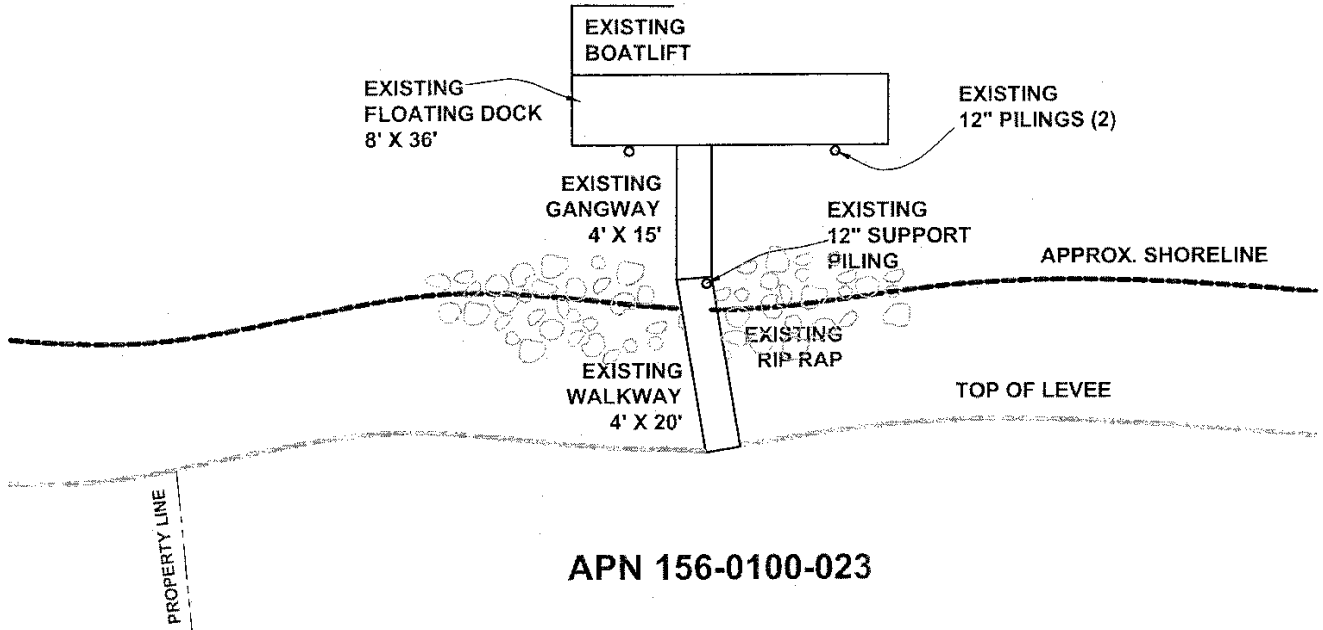 EXISTING
BOATLIFT
EXISTING
FLOATING DOCK
8' X 36'
EXISTING
12" PILINGS (2)
EXISTING
GANGWAY
4' X 15'
EXISTING
12" SUPPORT
PILING
APPROX. SHORELINE
EXISTING
RIP RAP
EXISTING
WALKWAY
4' X 20'
TOP OF LEVEE
PROPERTY LINE
APN 156-0100-023